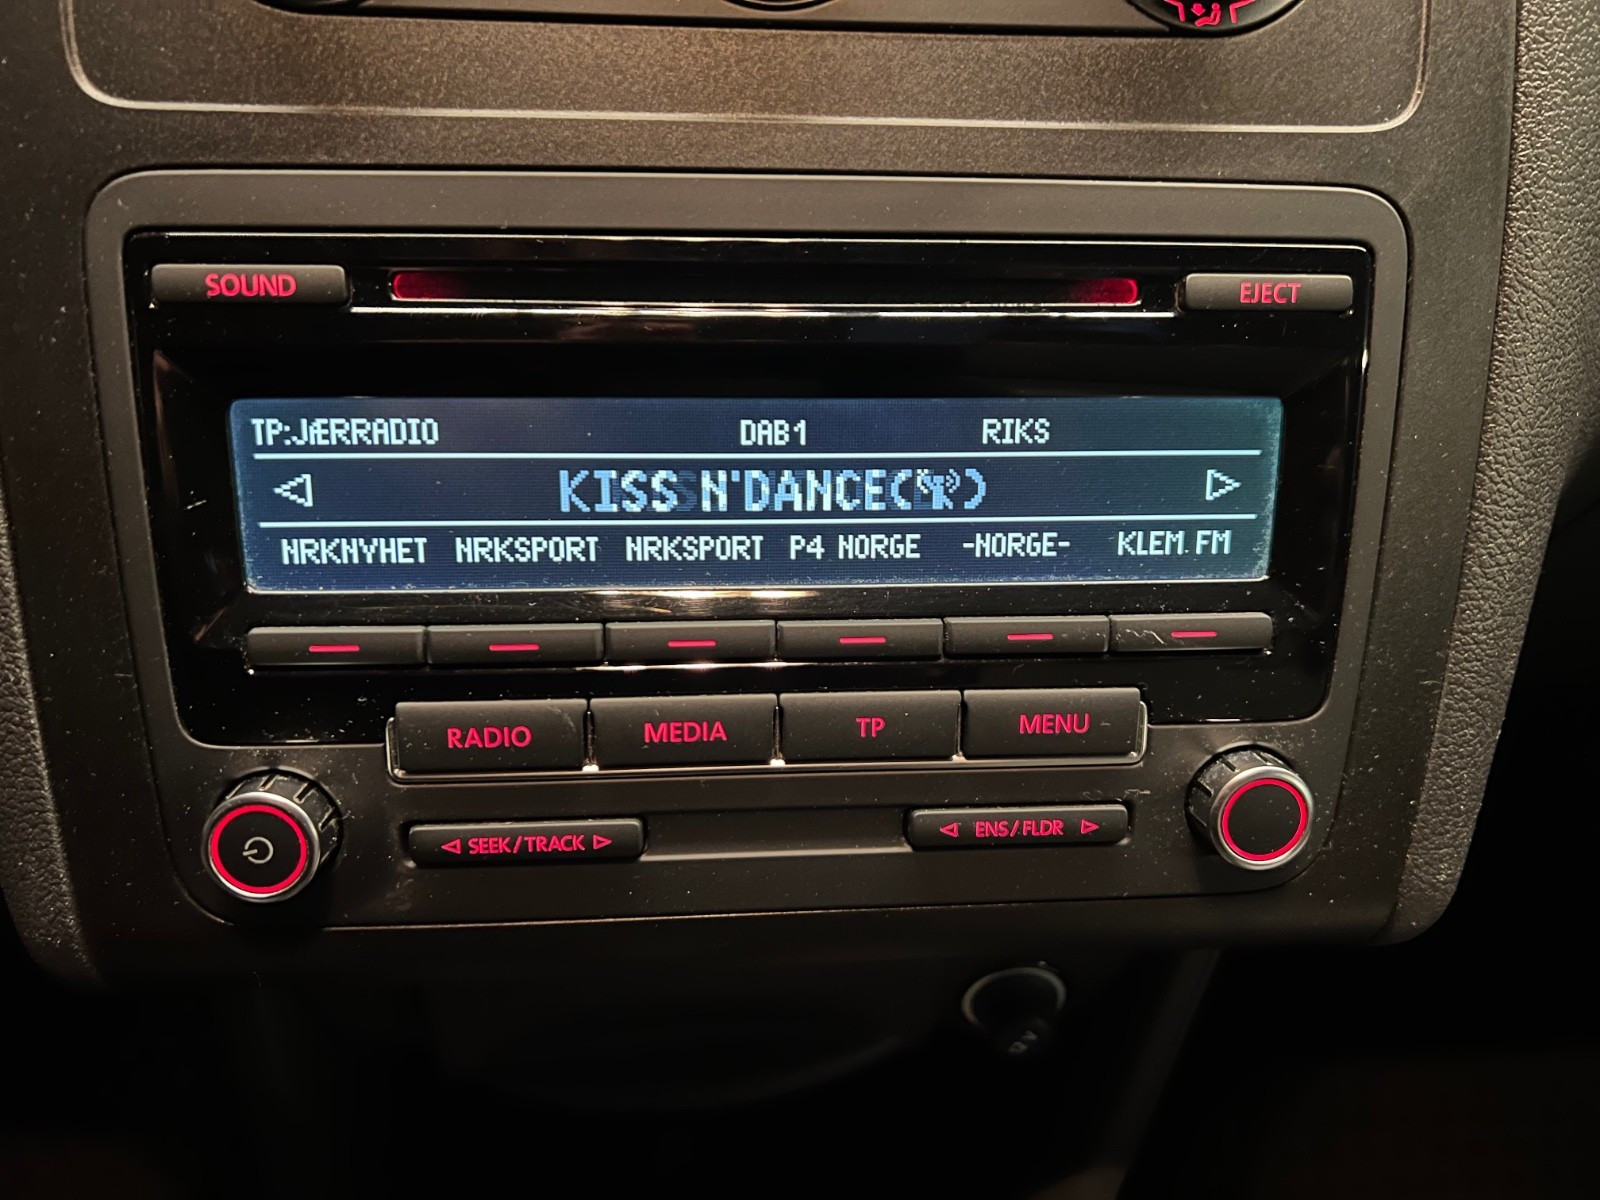 SOUND EJECT
TP:JÆRRADIO DAB1 RIKS
KISS N'DANCE( )
NRKNYHET NRKSPORT NRKSPORT P4 NORGE -NORGE- KLEM FM
RADIO MEDIA TP MENU
SEEK/TRACK ENS/FLDR